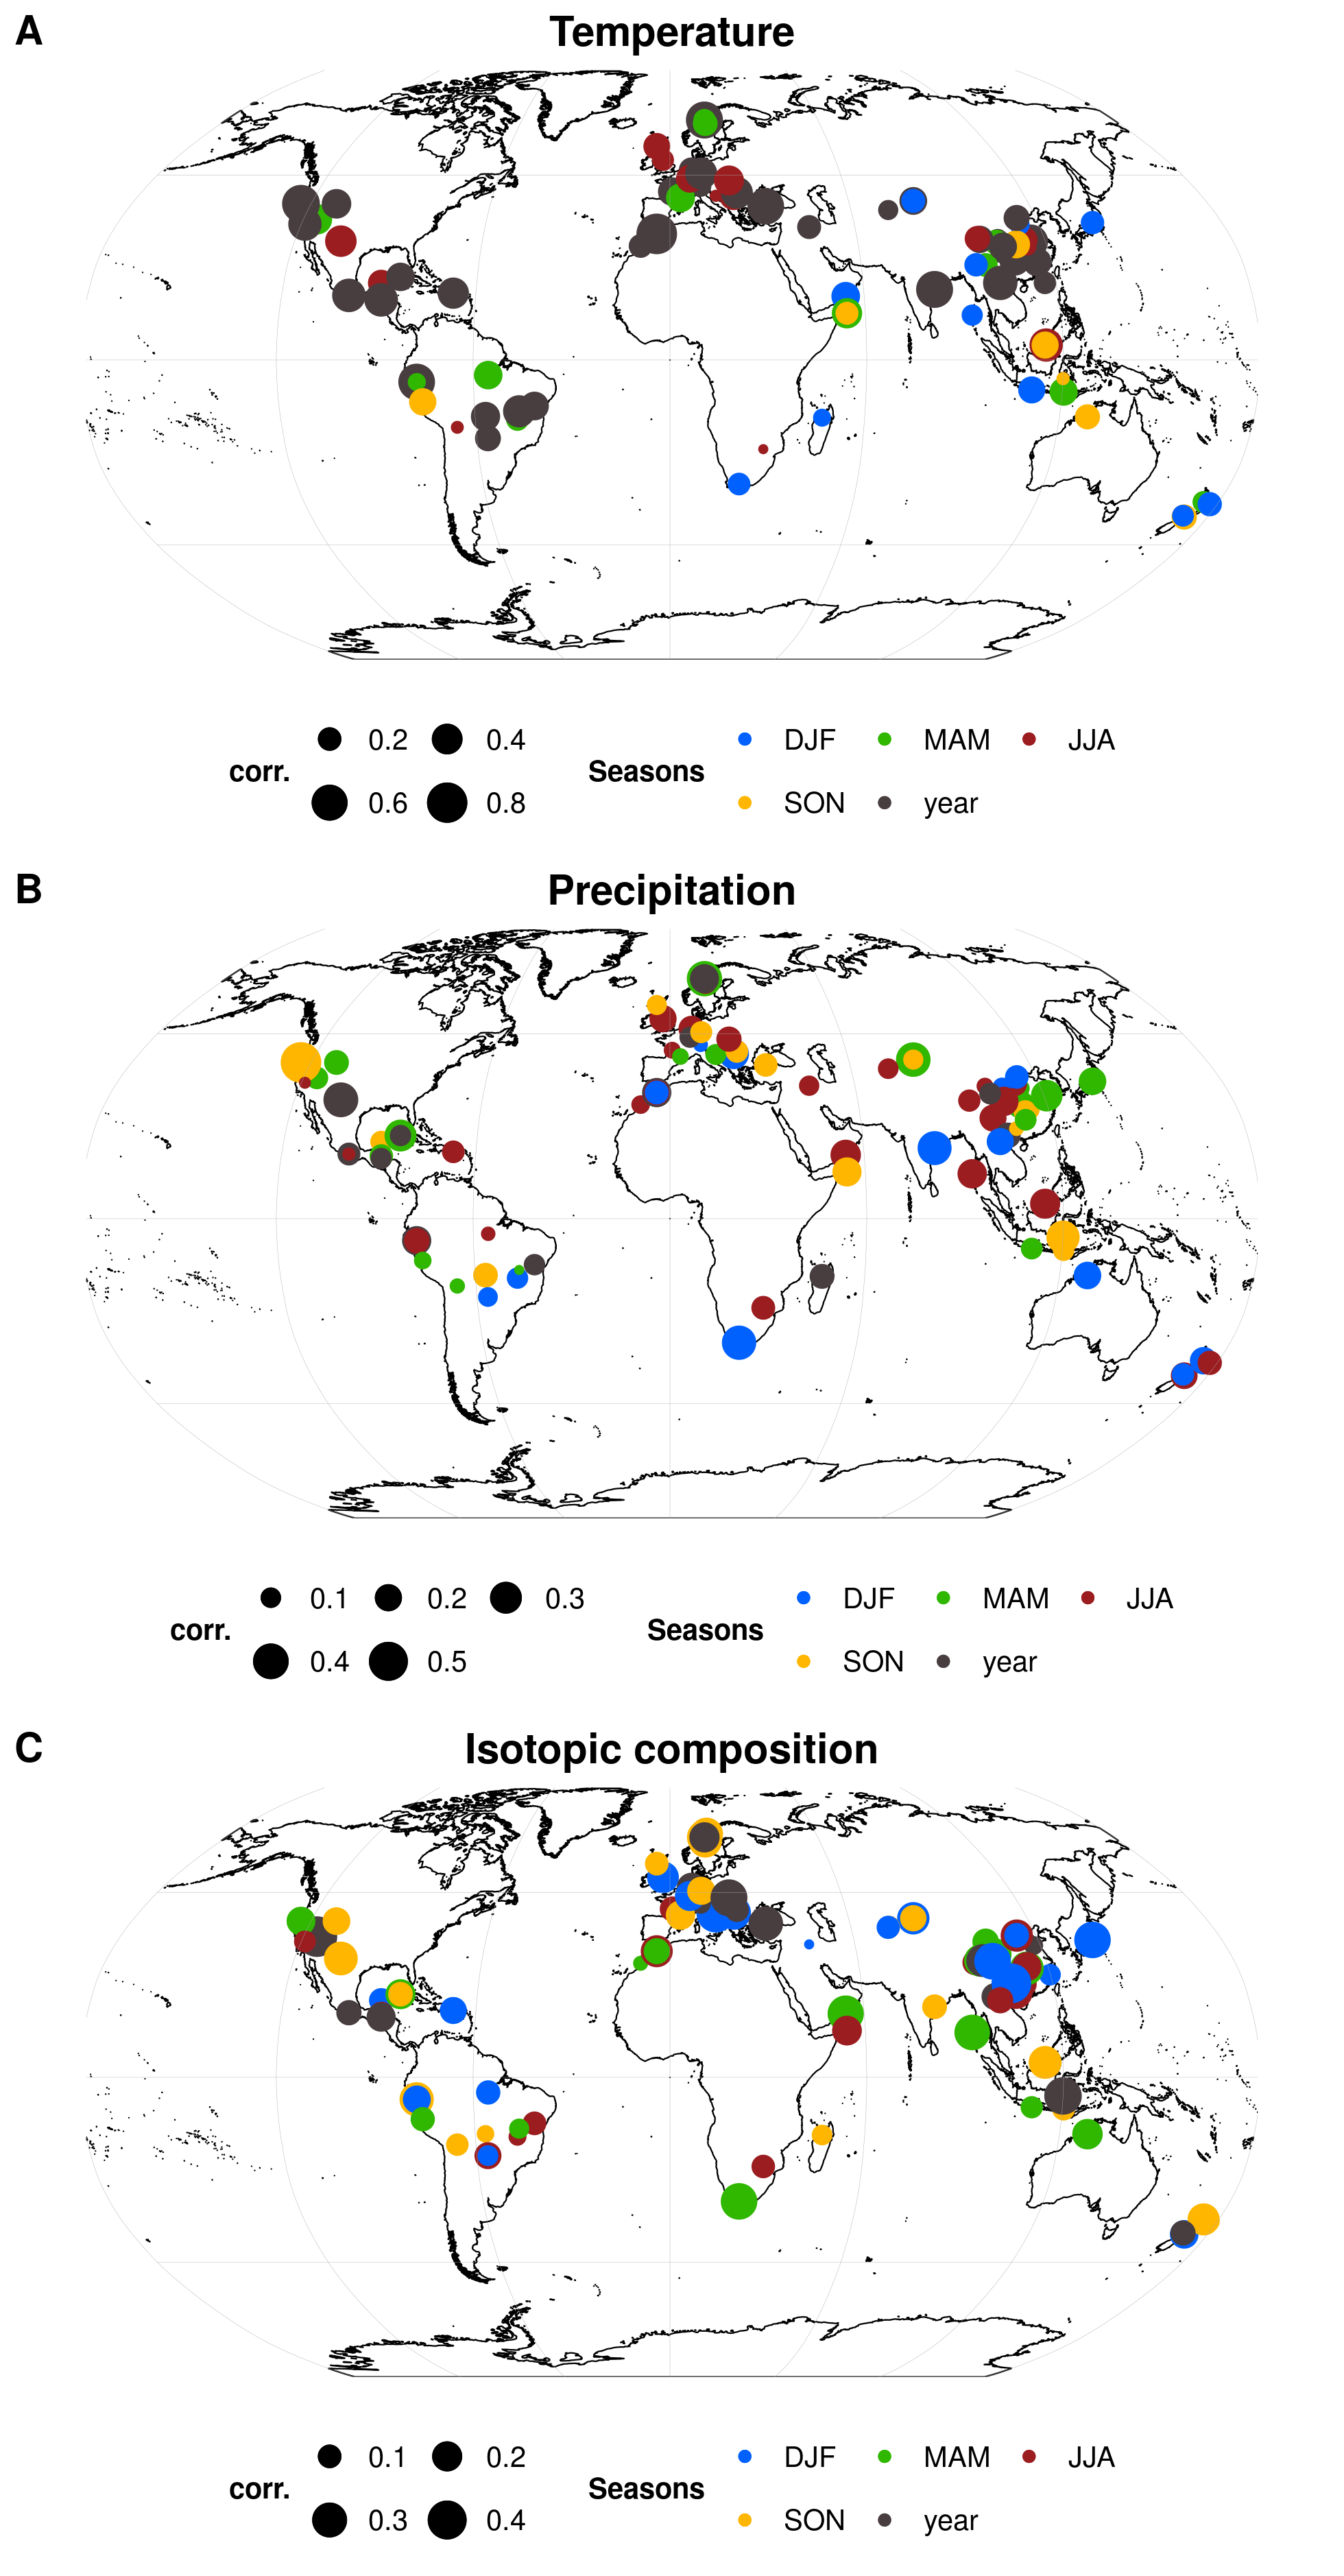 A
Temperature
0.2 0.4 DJF MAM JJA
corr. Seasons
0.6 0.8 SON year
B
Precipitation
0.1 0.2 0.3 DJF MAM JJA
corr. Seasons
0.4 0.5 SON year
C
Isotopic composition
0.1 0.2 DJF MAM JJA
corr. Seasons
0.3 0.4 SON year